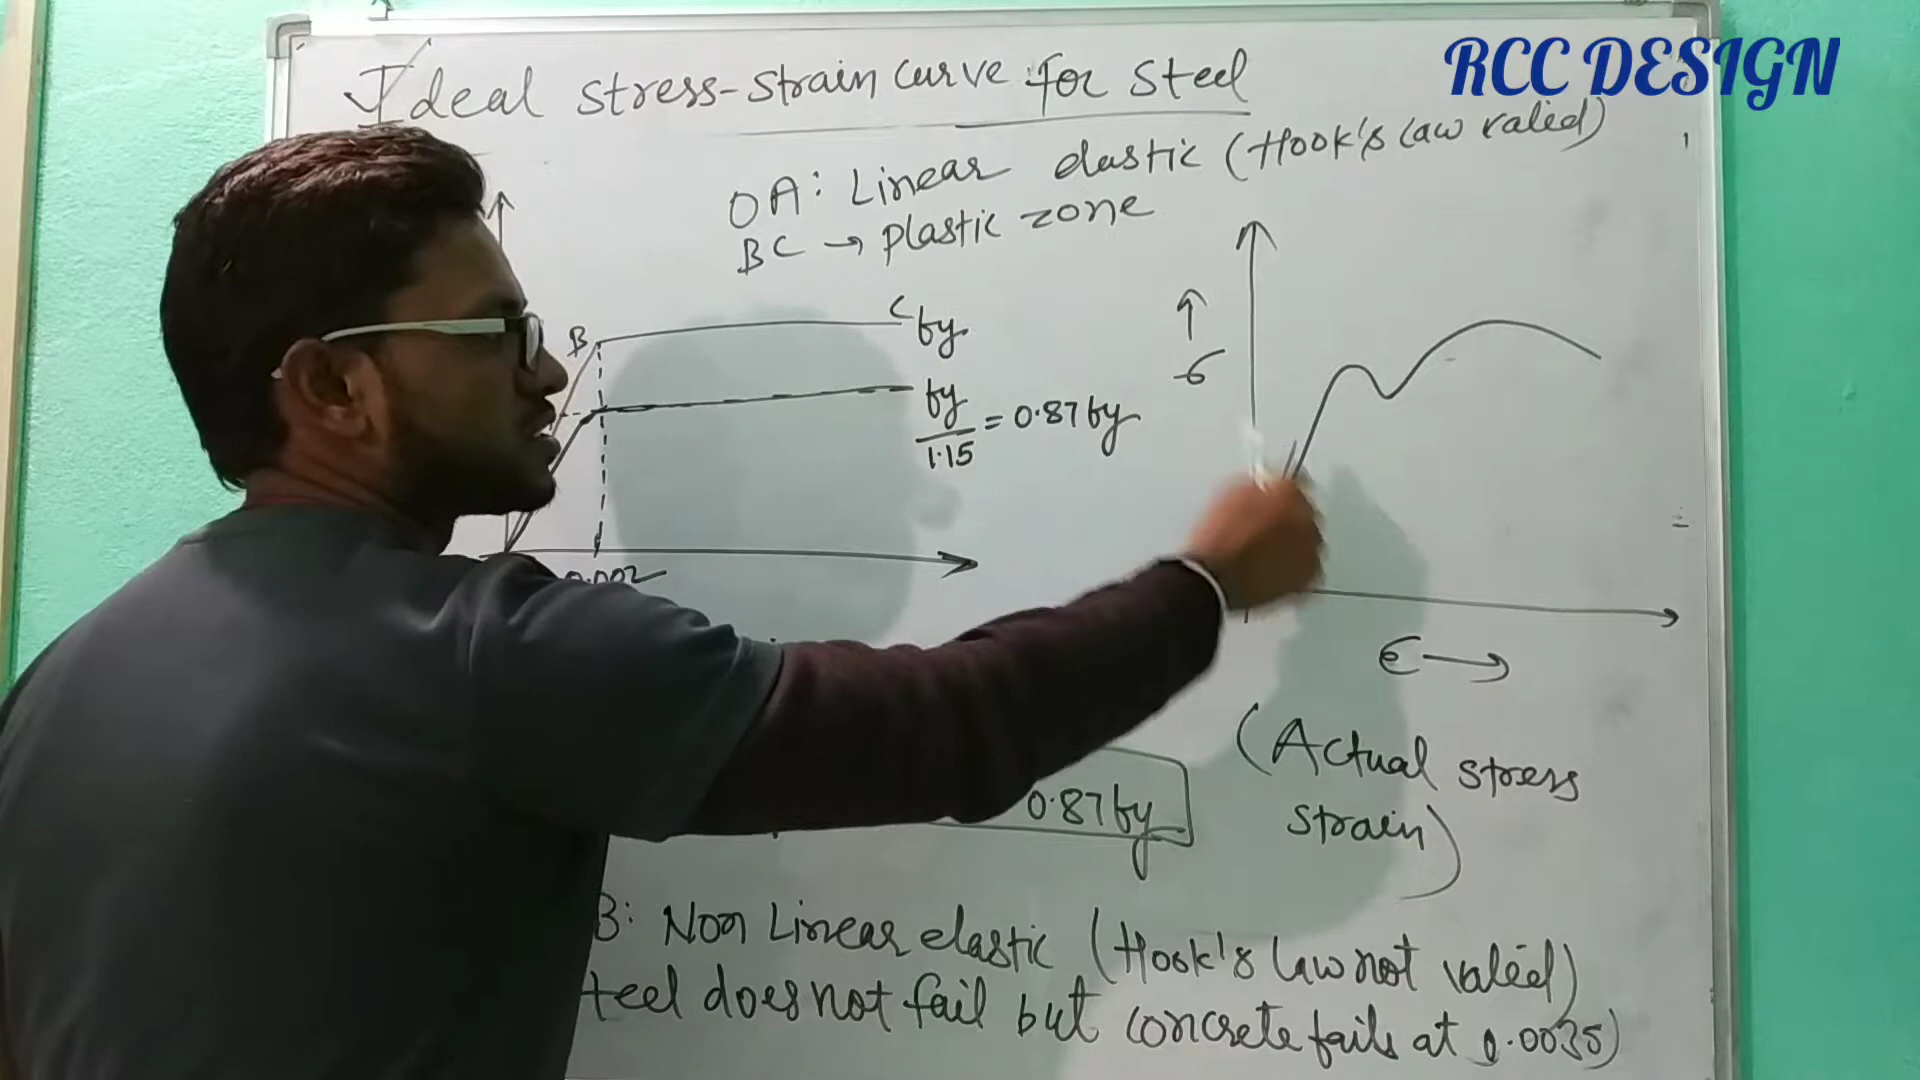 RCC DESIGN
Ideal stress-strain curve for steel
OA: Linear elastic (Hook's law valied)
BC → plastic zone
B
C
fy
fy
1.15
= 0.87 fy
0.002
σ
ε
(Actual stress
strain)
0.87 fy
B: Non Linear elastic (Hook's law not valied)
teel does not fail but concrete fails at 0.0035)